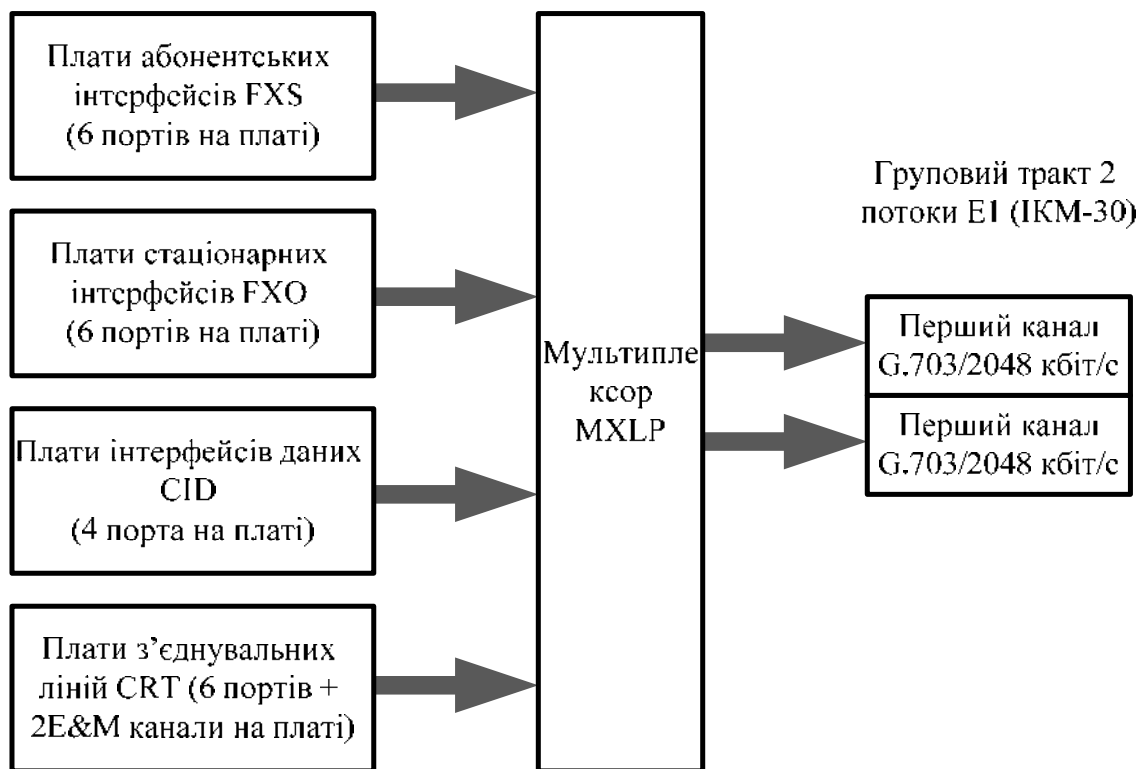 Плати абонентських
інтерфейсів FXS
(6 портів на платі)
Плати стаціонарних
інтерфейсів FXO
(6 портів на платі)
Плати інтерфейсів даних
CID
(4 порта на платі)
Плати з’єднувальних
ліній CRT (6 портів +
2E&M канали на платі)
Мультипле
ксор
MXLP
Груповий тракт 2
потоки E1 (ІКМ-30)
Перший канал
G.703/2048 кбіт/с
Перший канал
G.703/2048 кбіт/с